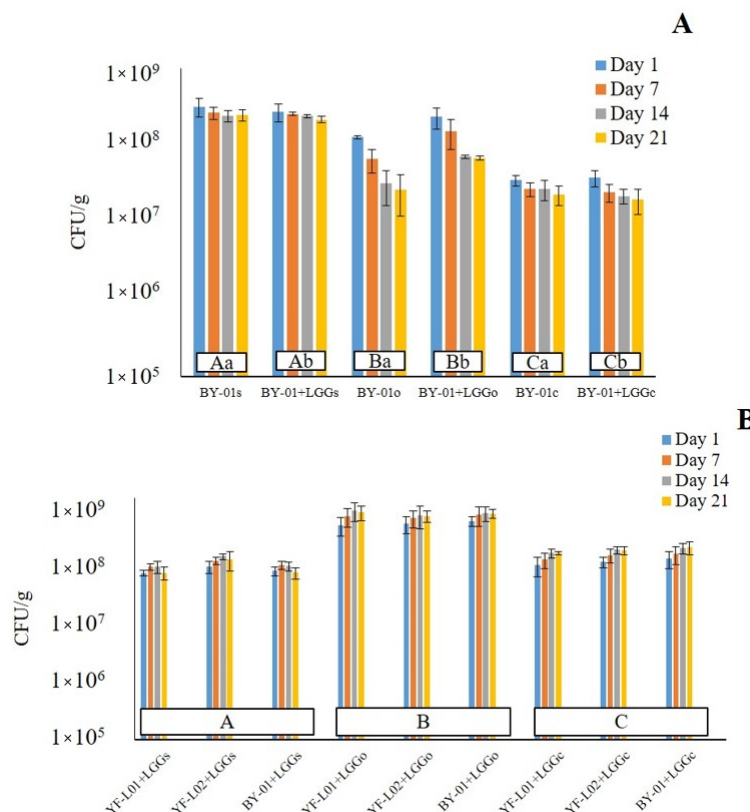 A
Day 1
Day 7
Day 14
Day 21
1×10⁹
1×10⁸
1×10⁷
1×10⁶
1×10⁵
CFU/g
Aa Ab Ba Bb Ca Cb
BY-01s BY-01+LGGs BY-01o BY-01+LGGo BY-01c BY-01+LGGc
B
Day 1
Day 7
Day 14
Day 21
1×10⁹
1×10⁸
1×10⁷
1×10⁶
1×10⁵
CFU/g
A B C
YF-L01+LGGs YF-L02+LGGs BY-01+LGGs YF-L01+LGGo YF-L02+LGGo BY-01+LGGo YF-L01+LGGc YF-L02+LGGc BY-01+LGGc